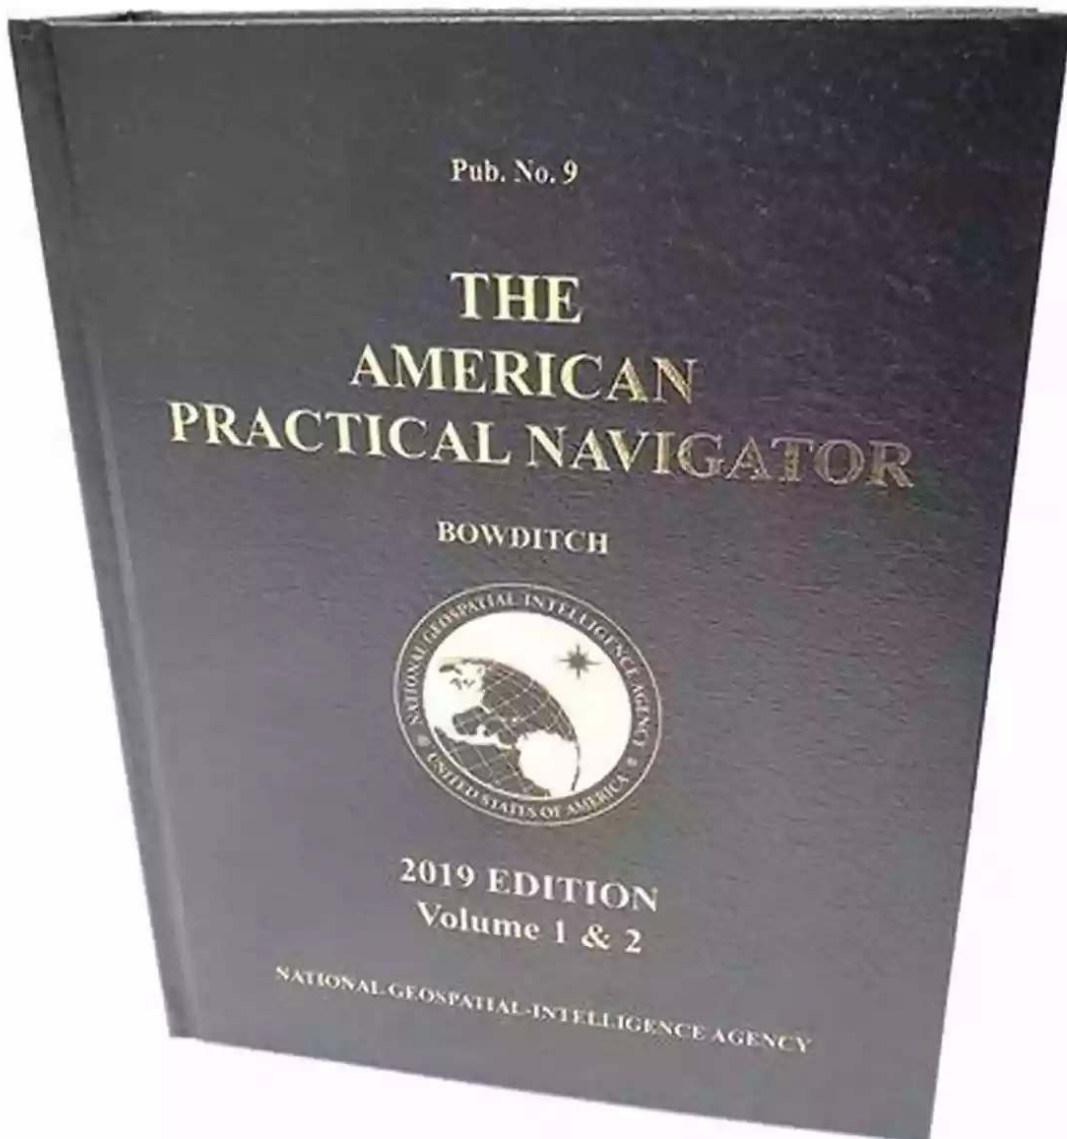 Pub. No. 9
THE
AMERICAN
PRACTICAL NAVIGATOR
BOWDITCH
NATIONAL GEOSPATIAL INTELLIGENCE AGENCY
UNITED STATES OF AMERICA
2019 EDITION
Volume 1 & 2
NATIONAL GEOSPATIAL-INTELLIGENCE AGENCY